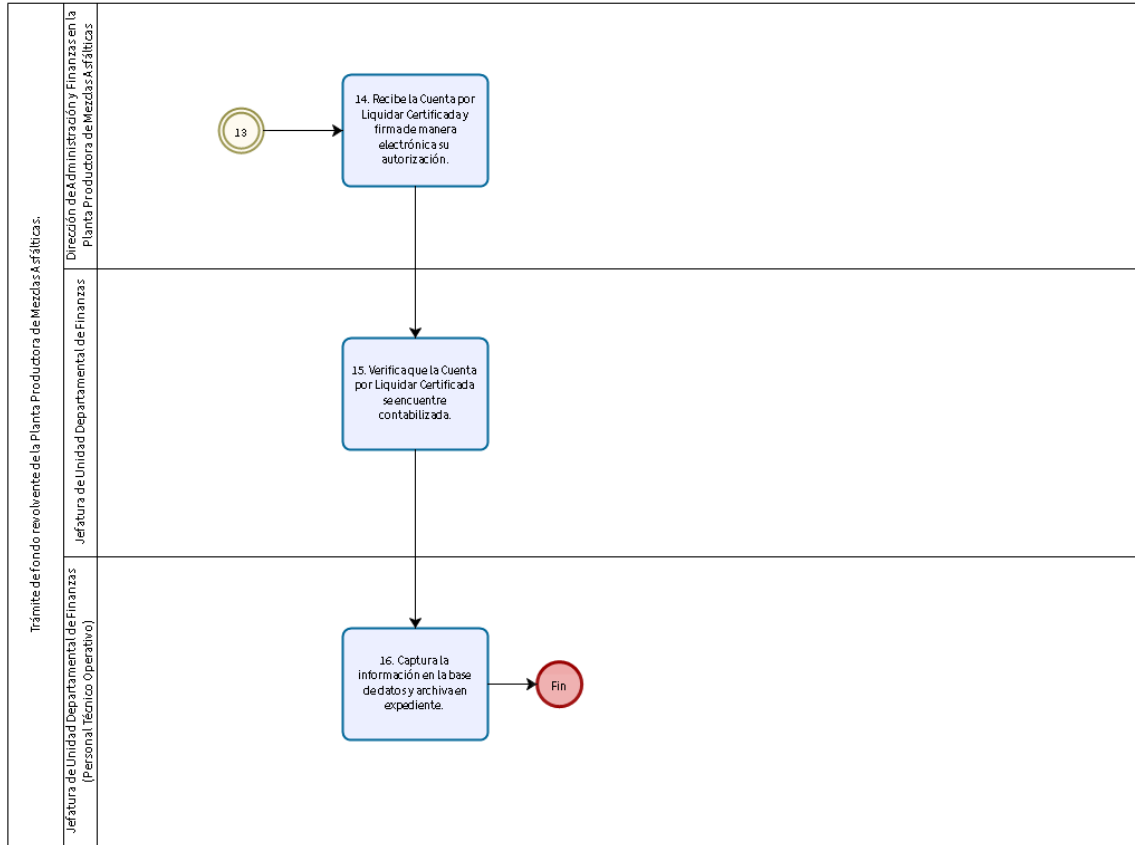 Trámite de fondo revolvente de la Planta Productora de Mezclas Asfálticas.
Dirección de Administración y Finanzas en la
Planta Productora de Mezclas Asfálticas
13
14. Recibe la Cuenta por
Liquidar Certificada y
firma de manera
electrónica su
autorización.
Jefatura de Unidad Departamental de Finanzas
15. Verifica que la Cuenta
por Liquidar Certificada
se encuentre
contabilizada.
Jefatura de Unidad Departamental de Finanzas
(Personal Técnico Operativo)
16. Captura la
información en la base
de datos y archiva en
expediente.
Fin